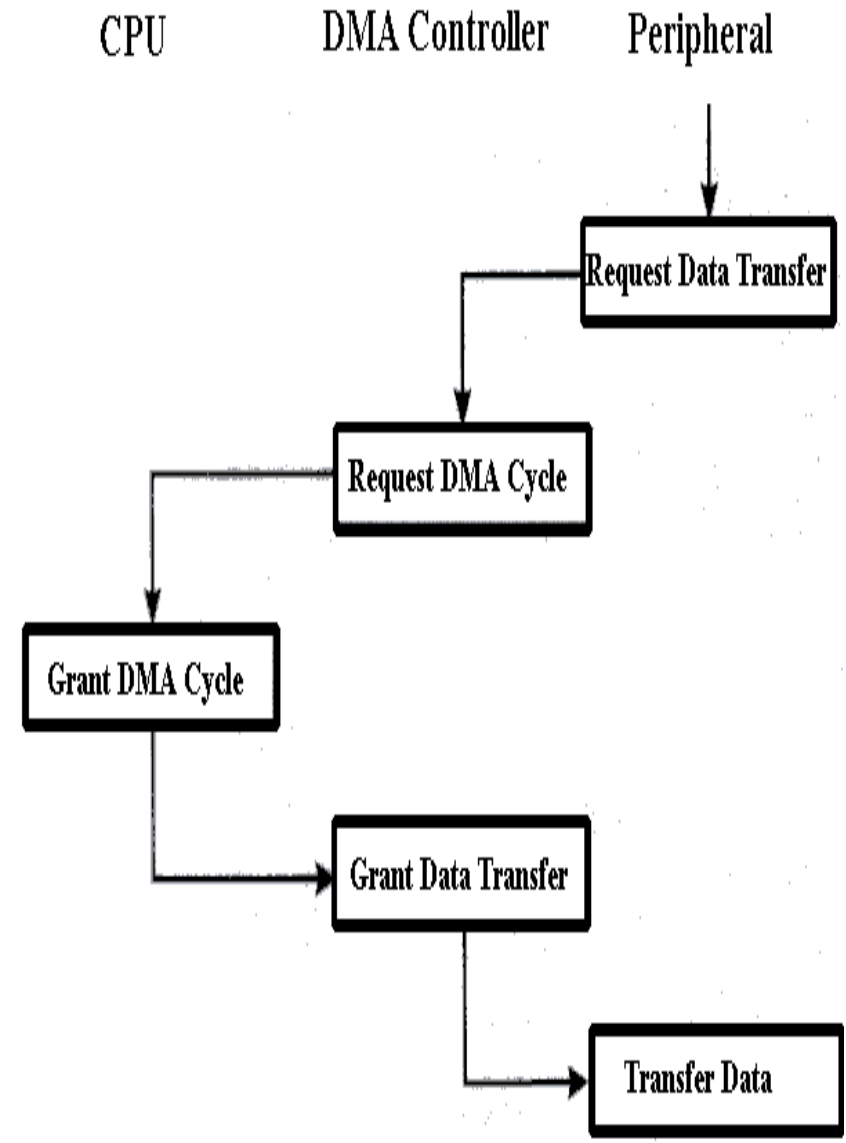 CPU DMA Controller Peripheral
Request Data Transfer
Request DMA Cycle
Grant DMA Cycle
Grant Data Transfer
Transfer Data